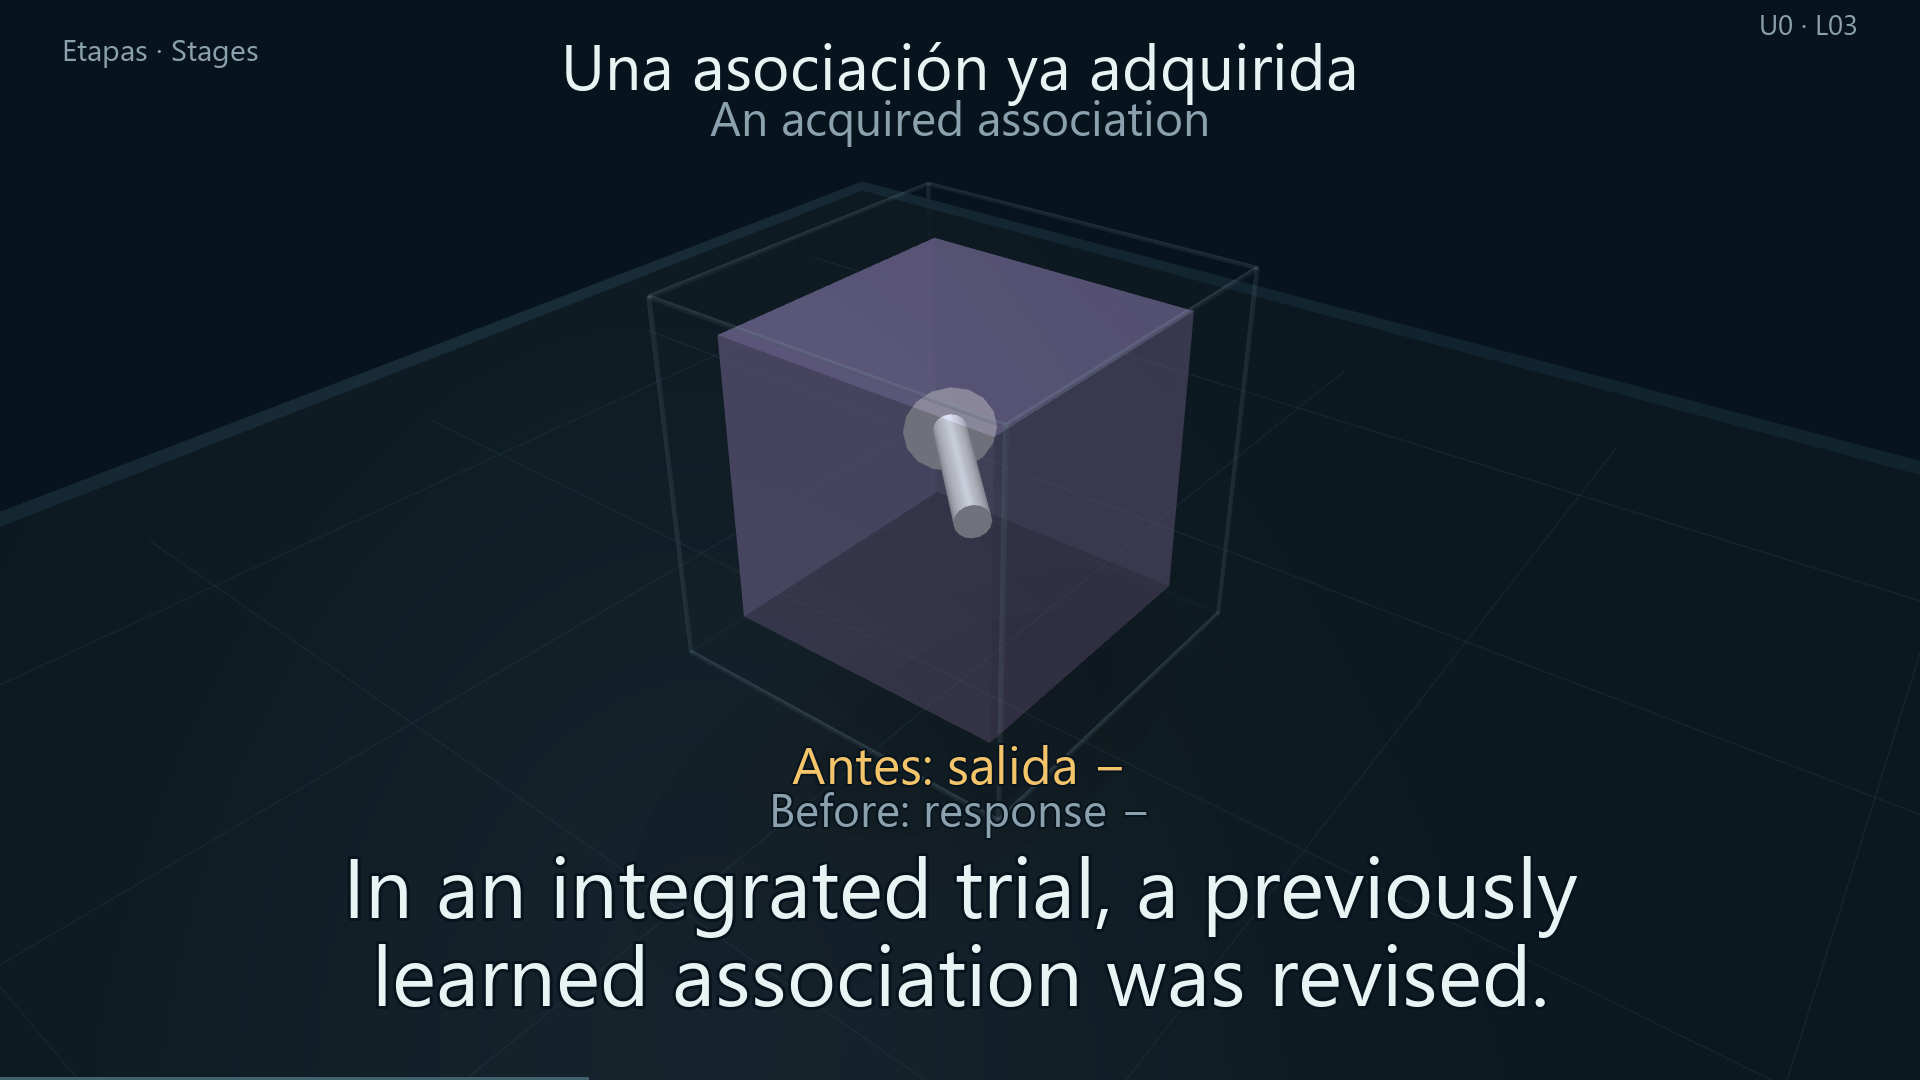 Etapas · Stages
U0 · L03
Una asociación ya adquirida
An acquired association
Antes: salida –
Before: response –
In an integrated trial, a previously
learned association was revised.